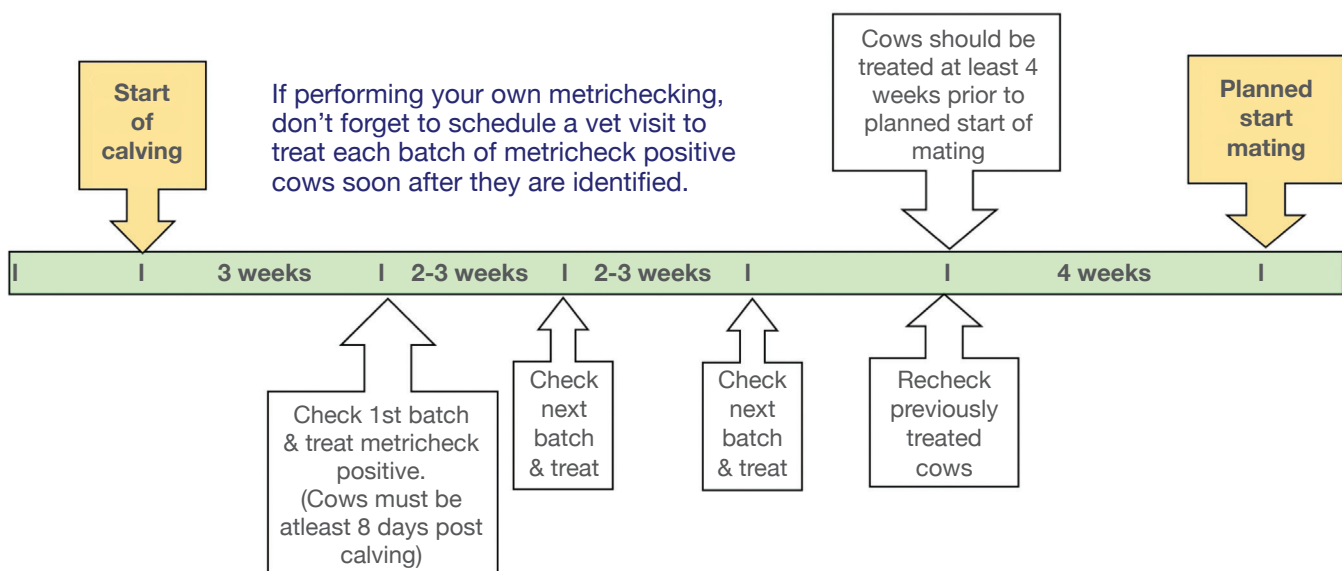 Start
of
calving
If performing your own metrichecking,
don't forget to schedule a vet visit to
treat each batch of metricheck positive
cows soon after they are identified.
Cows should be
treated at least 4
weeks prior to
planned start of
mating
Planned
start
mating
I I 3 weeks I 2-3 weeks I 2-3 weeks I I 4 weeks I
Check 1st batch
& treat metricheck
positive.
(Cows must be
atleast 8 days post
calving)
Check
next
batch
& treat
Check
next
batch
& treat
Recheck
previously
treated
cows